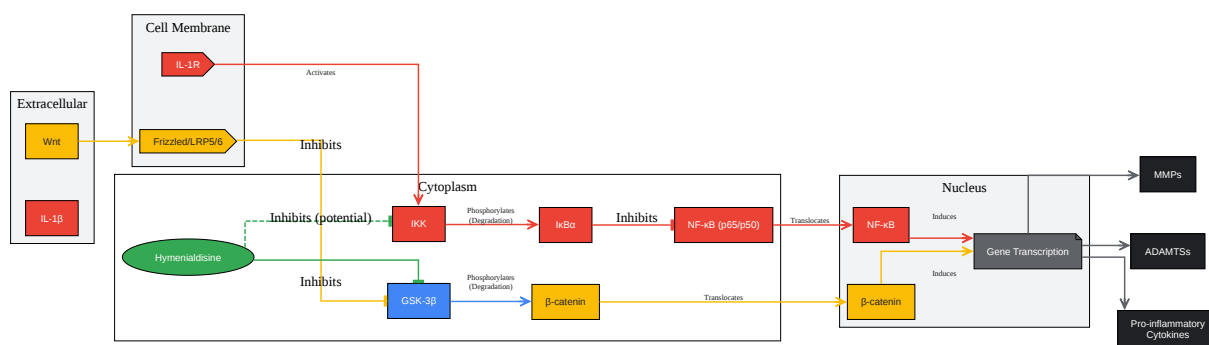 Cell Membrane
IL-1R
Activates
Extracellular
Wnt
Frizzled/LRP5/6
Inhibits
IL-1β
Cytoplasm
Inhibits (potential)
IKK
Phosphorylates
(Degradation)
IκBα
Inhibits
NF-κB (p65/p50)
Translocates
Hymenialdisine
Inhibits
GSK-3β
Phosphorylates
(Degradation)
β-catenin
Translocates
Nucleus
NF-κB
Induces
Gene Transcription
Induces
β-catenin
MMPs
ADAMTSs
Pro-inflammatory
Cytokines